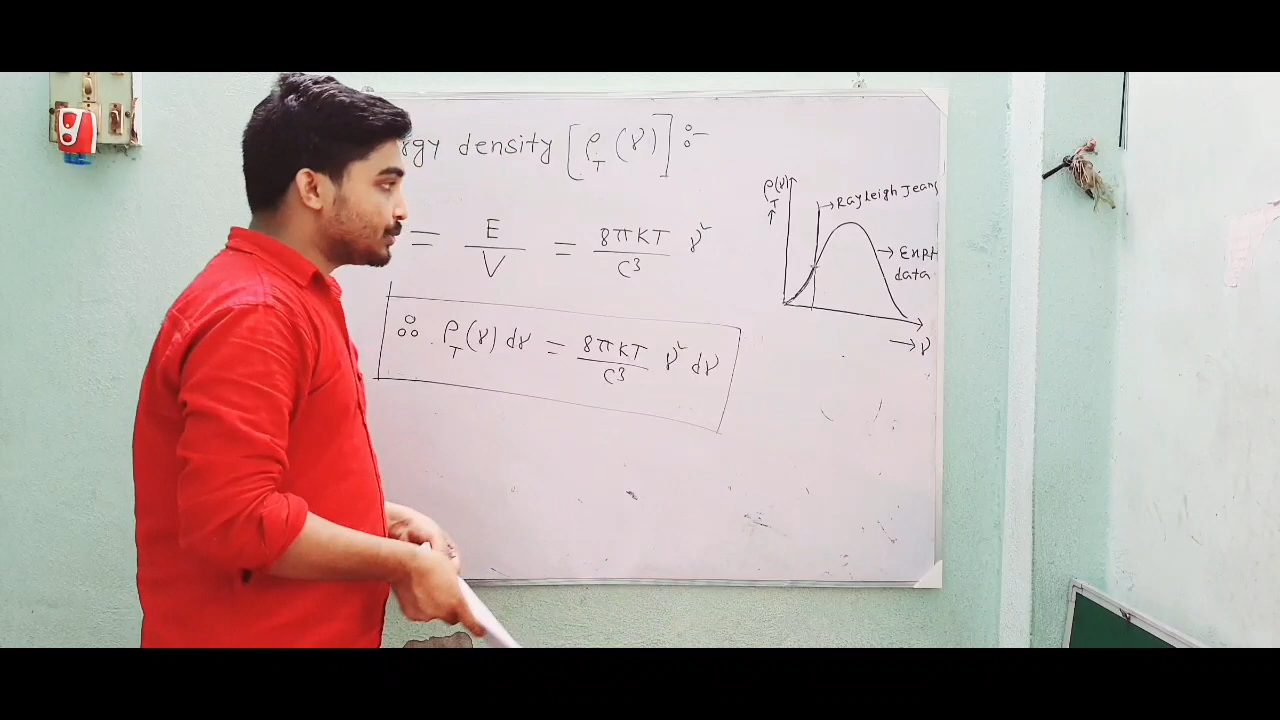 rgy density [ρ_T (ν)] :-
= E/V = 8πKT/C³ ν²
∴ ρ_T(ν) dν = 8πKT/C³ ν² dν
ρ_T(ν) ↑
→ Rayleigh Jeans
→ Expt data
→ ν